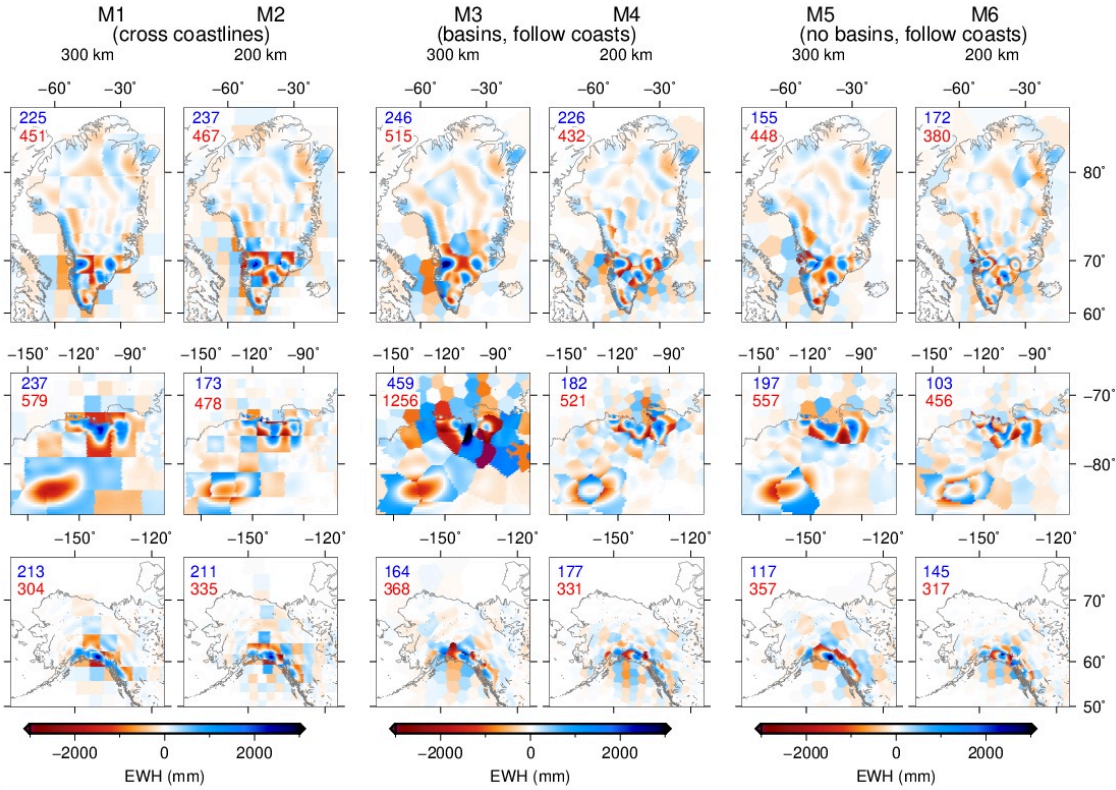 M1 M2 M3 M4 M5 M6
(cross coastlines) (basins, follow coasts) (no basins, follow coasts)
300 km 200 km 300 km 200 km 300 km 200 km
−60° −30° −60° −30° −60° −30° −60° −30° −60° −30° −60° −30°
225 237 246 226 155 172
451 467 515 432 448 380
80°
70°
60°
−150° −120° −90° −150° −120° −90° −150° −120° −90° −150° −120° −90° −150° −120° −90° −150° −120° −90°
237 173 459 182 197 103
579 478 1256 521 557 456
−70°
−80°
−150° −120° −150° −120° −150° −120° −150° −120° −150° −120° −150° −120°
213 211 164 177 117 145
304 335 368 331 357 317
70°
60°
50°
−2000 0 2000 −2000 0 2000 −2000 0 2000
EWH (mm) EWH (mm) EWH (mm)